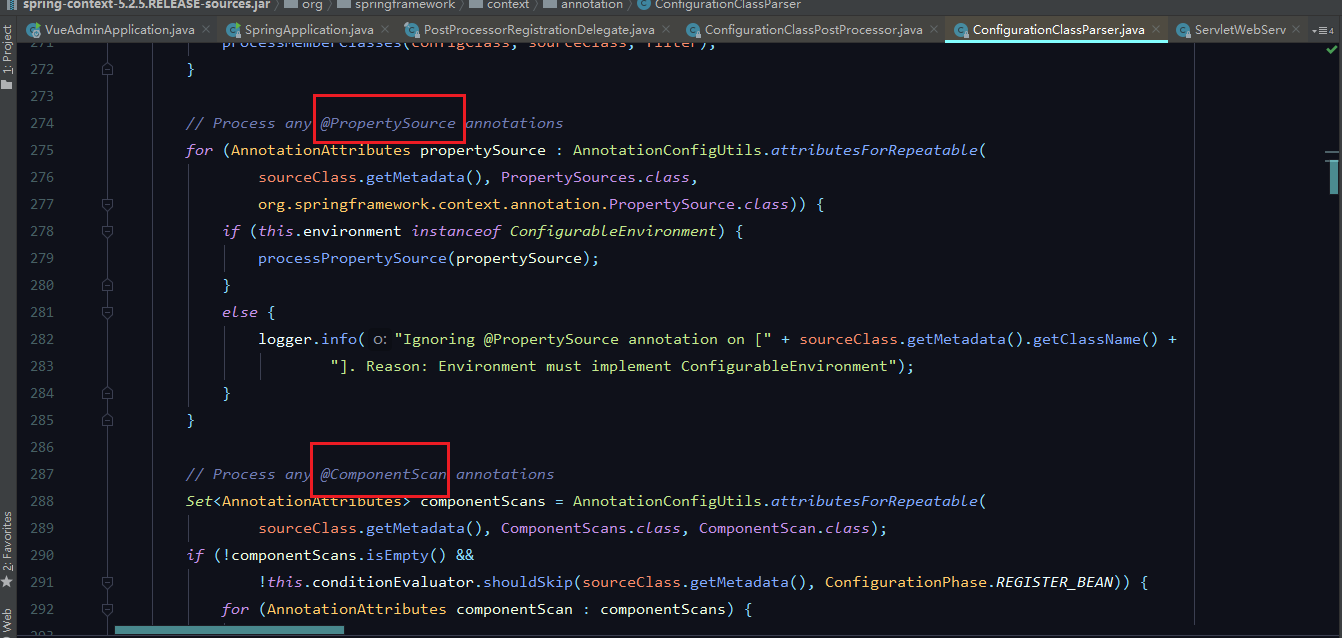 spring-context-5.2.5.RELEASE-sources.jar org springframework context annotation ConfigurationClassParser
VueAdminApplication.java SpringApplication.java PostProcessorRegistrationDelegate.java ConfigurationClassPostProcessor.java ConfigurationClassParser.java ServletWebServ 4
1: Project
2: Favorites
Web
271 processMemberClasses(configClass, sourceClass, filter);
272 }
273
274 // Process any @PropertySource annotations
275 for (AnnotationAttributes propertySource : AnnotationConfigUtils.attributesForRepeatable(
276 sourceClass.getMetadata(), PropertySources.class,
277 org.springframework.context.annotation.PropertySource.class)) {
278 if (this.environment instanceof ConfigurableEnvironment) {
279 processPropertySource(propertySource);
280 }
281 else {
282 logger.info( o: "Ignoring @PropertySource annotation on [" + sourceClass.getMetadata().getClassName() +
283 "]. Reason: Environment must implement ConfigurableEnvironment");
284 }
285 }
286
287 // Process any @ComponentScan annotations
288 Set<AnnotationAttributes> componentScans = AnnotationConfigUtils.attributesForRepeatable(
289 sourceClass.getMetadata(), ComponentScans.class, ComponentScan.class);
290 if (!componentScans.isEmpty() &&
291 !this.conditionEvaluator.shouldSkip(sourceClass.getMetadata(), ConfigurationPhase.REGISTER_BEAN)) {
292 for (AnnotationAttributes componentScan : componentScans) {
293